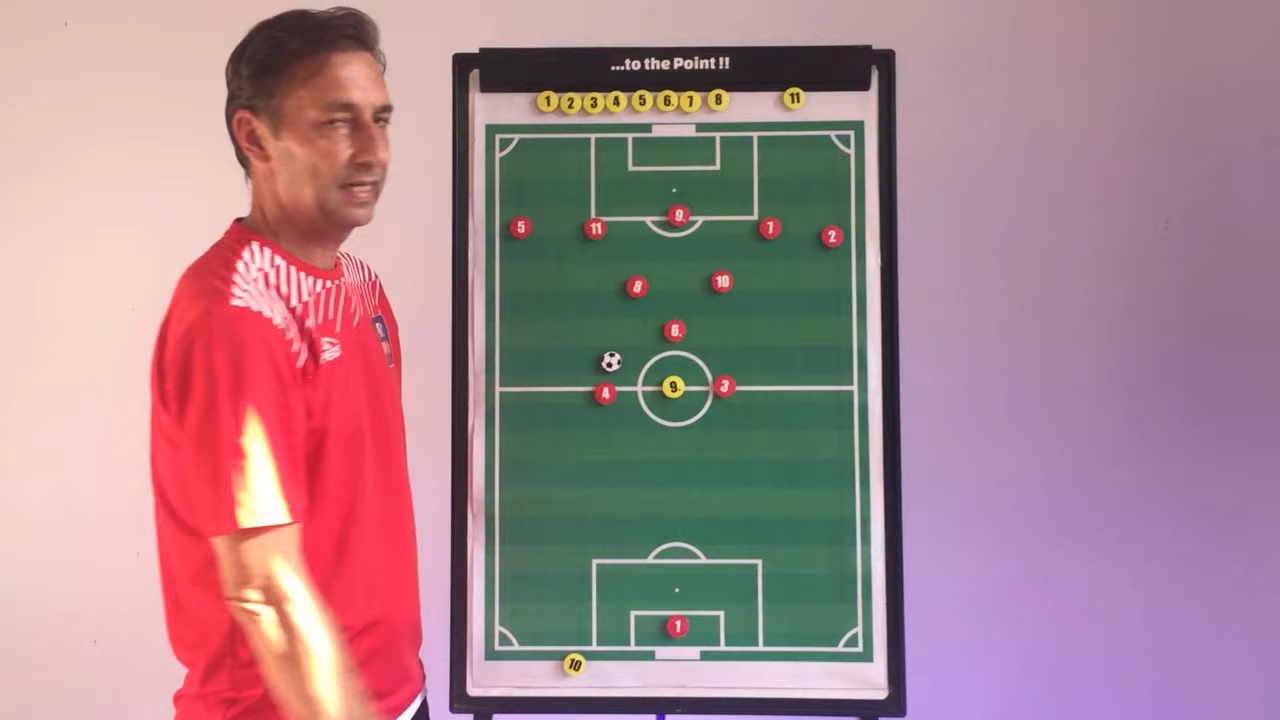 ...to the Point !!
1 2 3 4 5 6. 7 8 11
9.
5 11 7 2
8 10
6.
4 9. 3
1
10